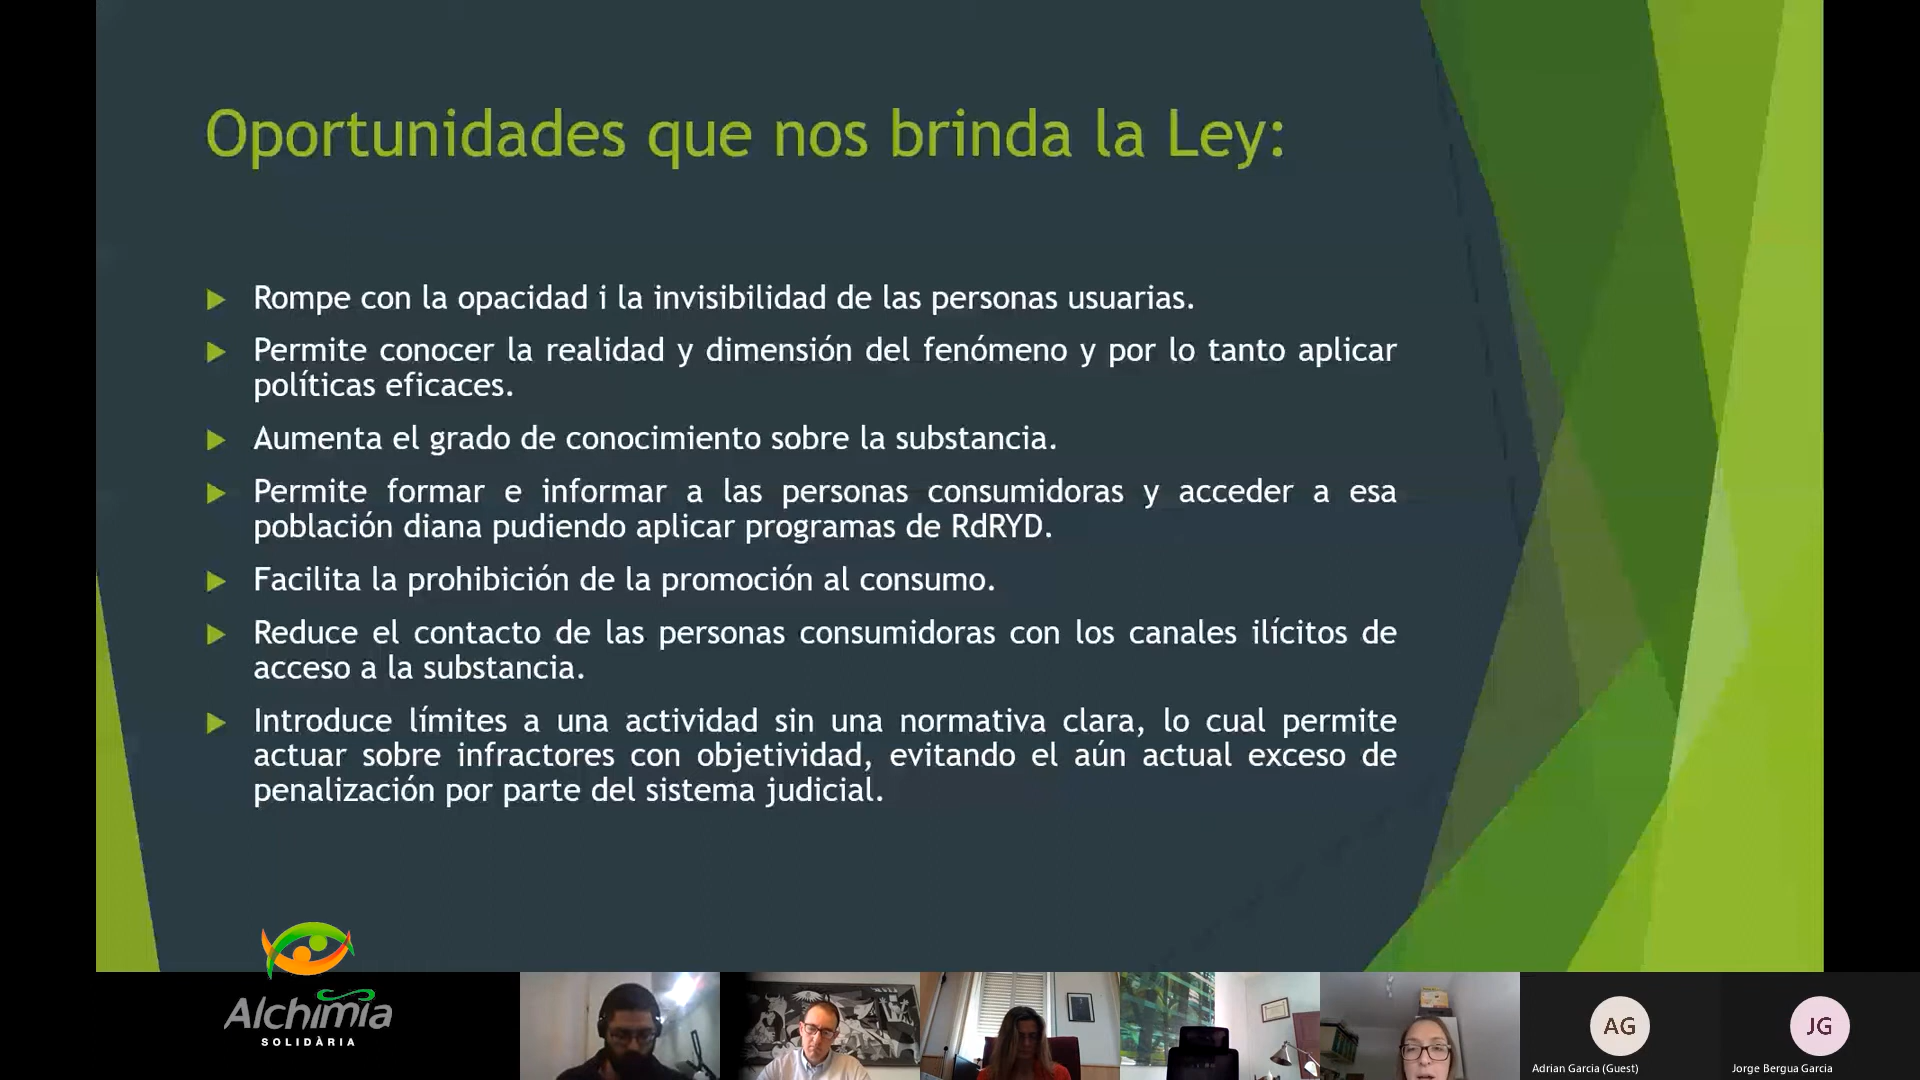 Oportunidades que nos brinda la Ley:
Rompe con la opacidad i la invisibilidad de las personas usuarias.
Permite conocer la realidad y dimensión del fenómeno y por lo tanto aplicar
políticas eficaces.
Aumenta el grado de conocimiento sobre la substancia.
Permite formar e informar a las personas consumidoras y acceder a esa
población diana pudiendo aplicar programas de RdRYD.
Facilita la prohibición de la promoción al consumo.
Reduce el contacto de las personas consumidoras con los canales ilícitos de
acceso a la substancia.
Introduce límites a una actividad sin una normativa clara, lo cual permite
actuar sobre infractores con objetividad, evitando el aún actual exceso de
penalización por parte del sistema judicial.
Alchimia
SOLIDÀRIA
AG
Adrian Garcia (Guest)
JG
Jorge Bergua Garcia